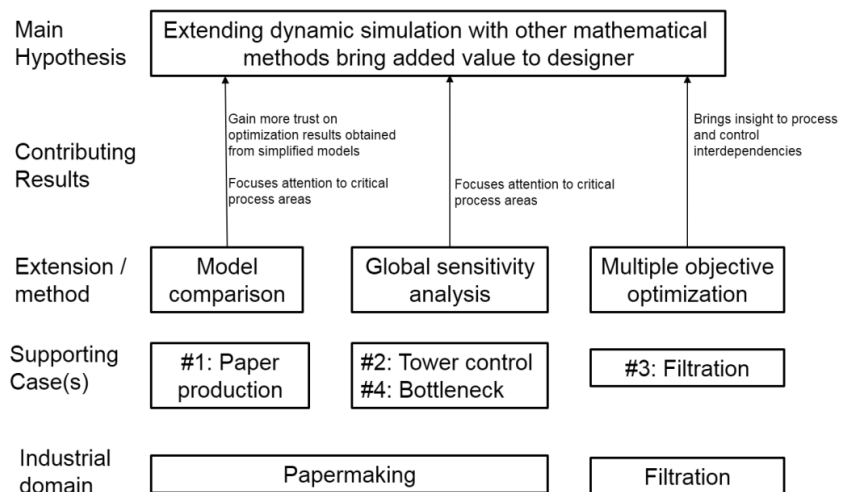 Main
Hypothesis
Extending dynamic simulation with other mathematical
methods bring added value to designer
Contributing
Results
Gain more trust on
optimization results obtained
from simplified models
Focuses attention to critical
process areas
Focuses attention to critical
process areas
Brings insight to process
and control
interdependencies
Extension /
method
Model
comparison
Global sensitivity
analysis
Multiple objective
optimization
Supporting
Case(s)
#1: Paper
production
#2: Tower control
#4: Bottleneck
#3: Filtration
Industrial
domain
Papermaking
Filtration